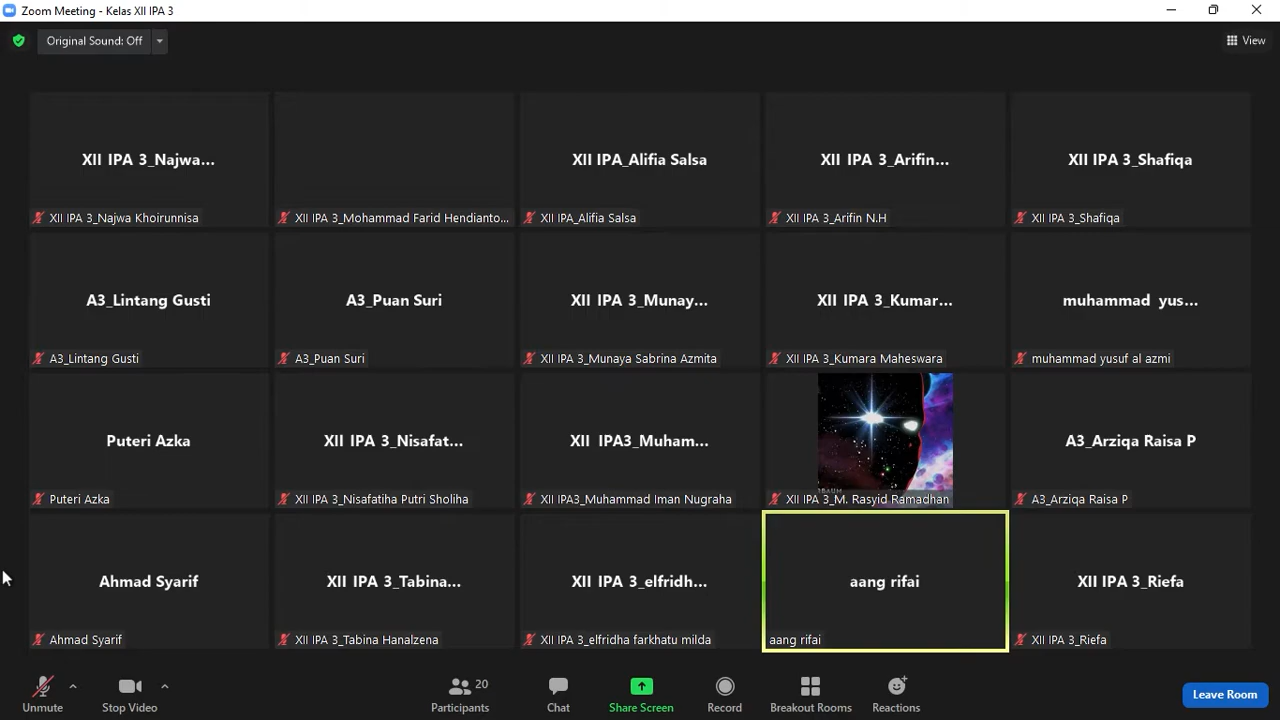 Zoom Meeting - Kelas XII IPA 3
Original Sound: Off
View
XII IPA 3_Najwa...
XII IPA_Alifia Salsa
XII IPA 3_Arifin...
XII IPA 3_Shafiqa
XII IPA 3_Najwa Khoirunnisa
XII IPA 3_Mohammad Farid Hendianto...
XII IPA_Alifia Salsa
XII IPA 3_Arifin N.H
XII IPA 3_Shafiqa
A3_Lintang Gusti
A3_Puan Suri
XII IPA 3_Munay...
XII IPA 3_Kumar...
muhammad yus...
A3_Lintang Gusti
A3_Puan Suri
XII IPA 3_Munaya Sabrina Azmita
XII IPA 3_Kumara Maheswara
muhammad yusuf al azmi
Puteri Azka
XII IPA 3_Nisafat...
XII IPA3_Muham...
A3_Arziqa Raisa P
Puteri Azka
XII IPA 3_Nisafatiha Putri Sholiha
XII IPA3_Muhammad Iman Nugraha
XII IPA 3_M. Rasyid Ramadhan
A3_Arziqa Raisa P
Ahmad Syarif
XII IPA 3_Tabina...
XII IPA 3_elfridh...
aang rifai
XII IPA 3_Riefa
Ahmad Syarif
XII IPA 3_Tabina Hanalzena
XII IPA 3_elfridha farkhatu milda
aang rifai
XII IPA 3_Riefa
20
Unmute
Stop Video
Participants
Chat
Share Screen
Record
Breakout Rooms
Reactions
Leave Room